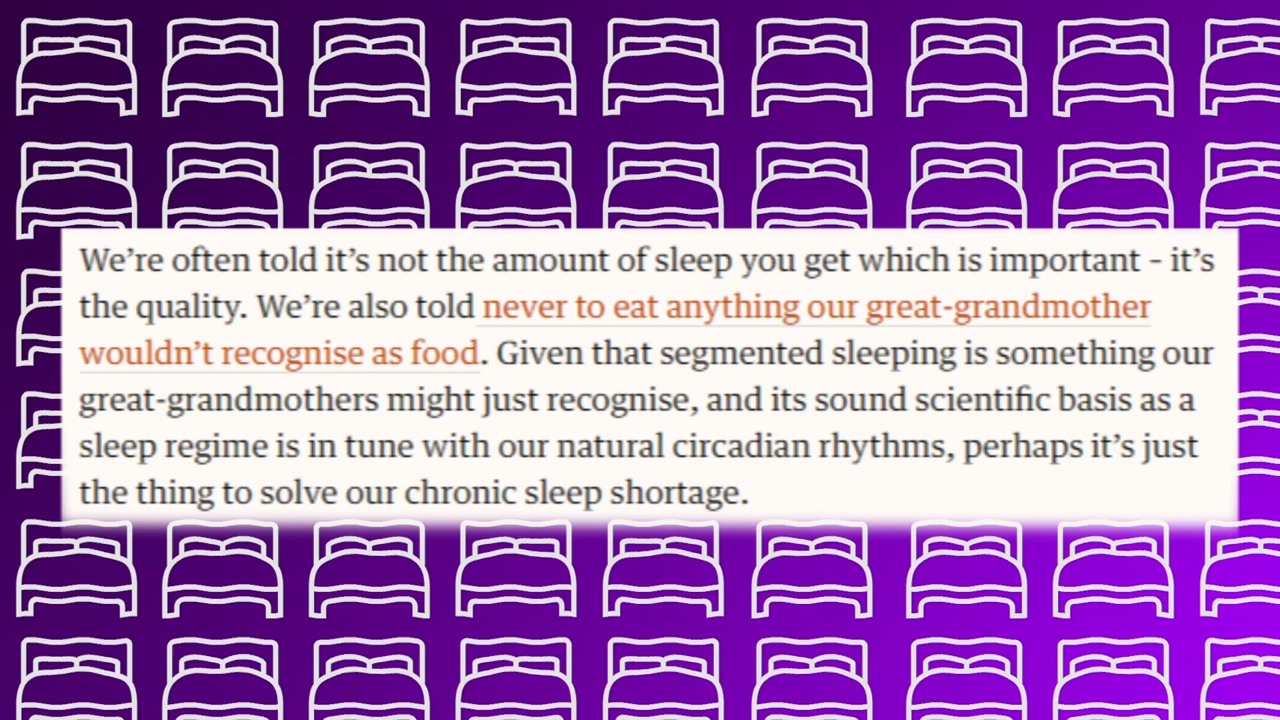 We’re often told it’s not the amount of sleep you get which is important – it’s
the quality. We’re also told never to eat anything our great-grandmother
wouldn’t recognise as food. Given that segmented sleeping is something our
great-grandmothers might just recognise, and its sound scientific basis as a
sleep regime is in tune with our natural circadian rhythms, perhaps it’s just
the thing to solve our chronic sleep shortage.